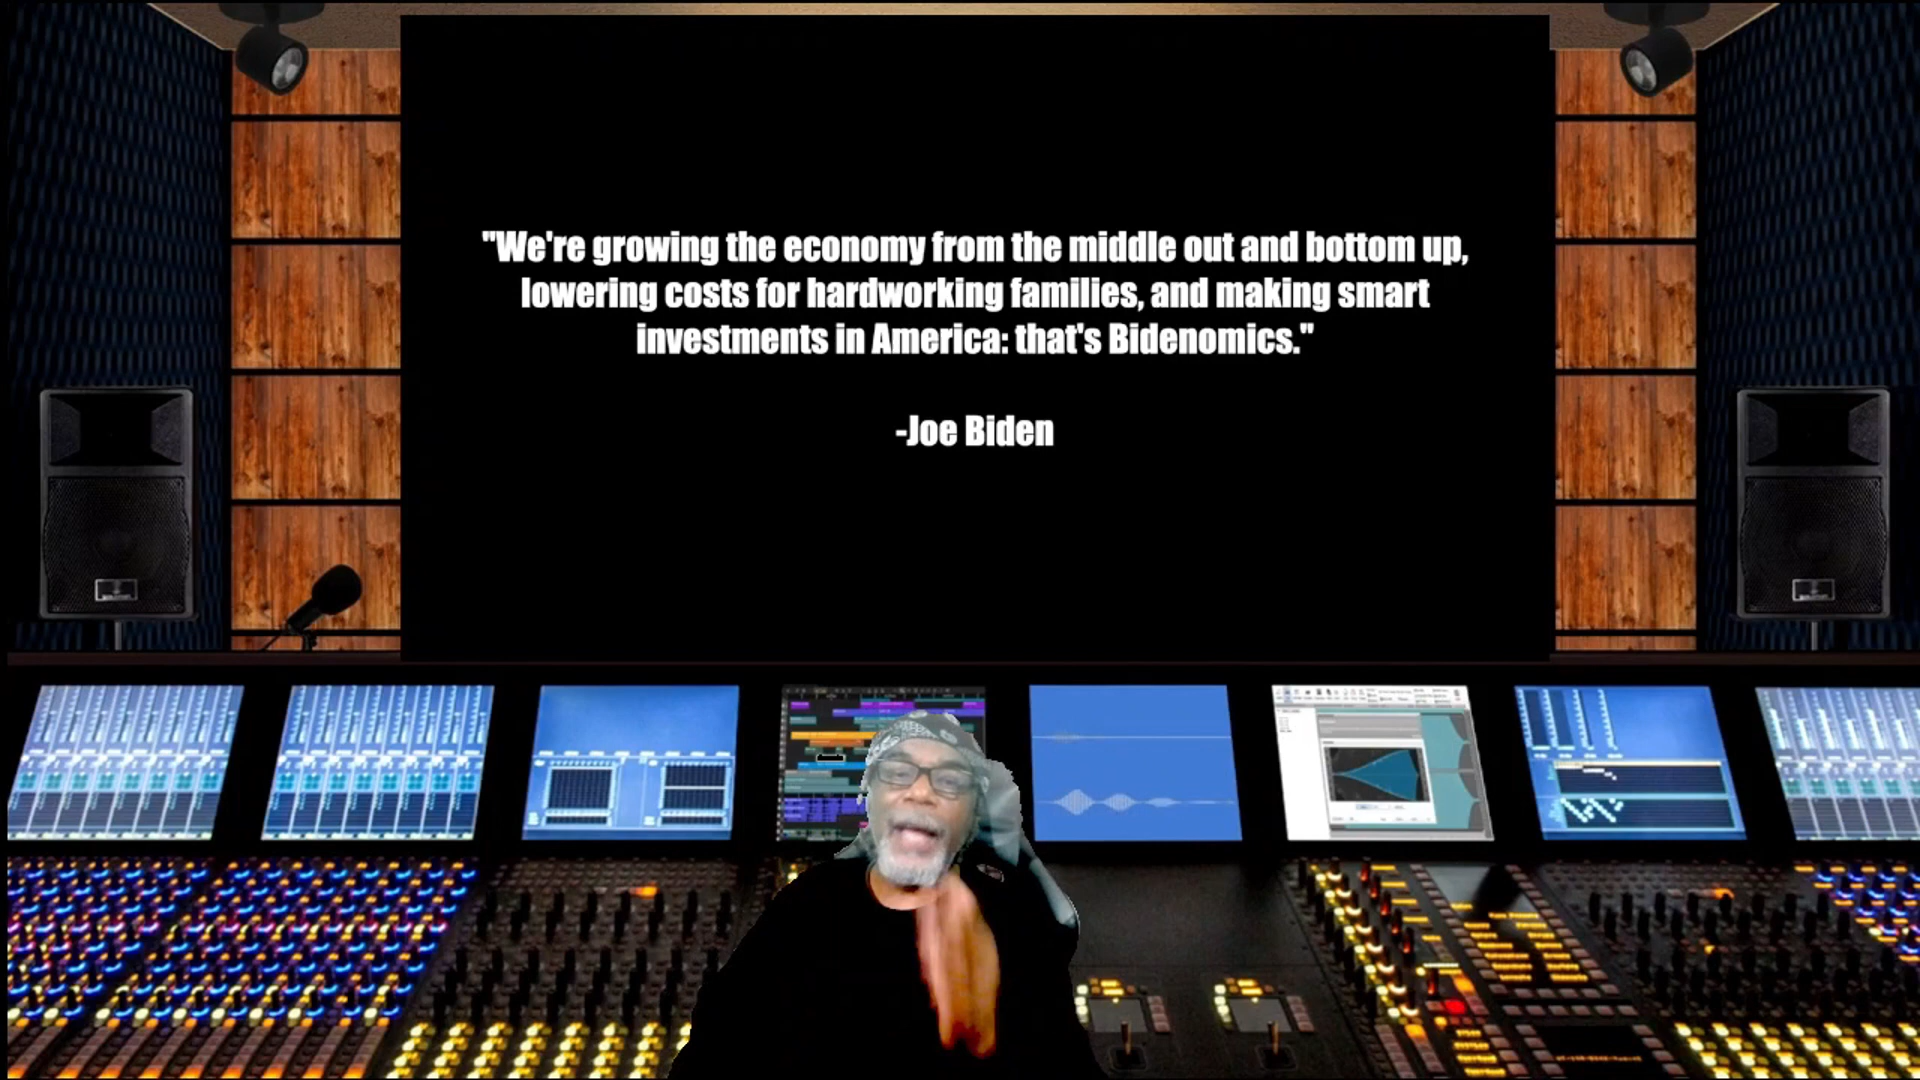 "We're growing the economy from the middle out and bottom up,
lowering costs for hardworking families, and making smart
investments in America: that's Bidenomics."
-Joe Biden